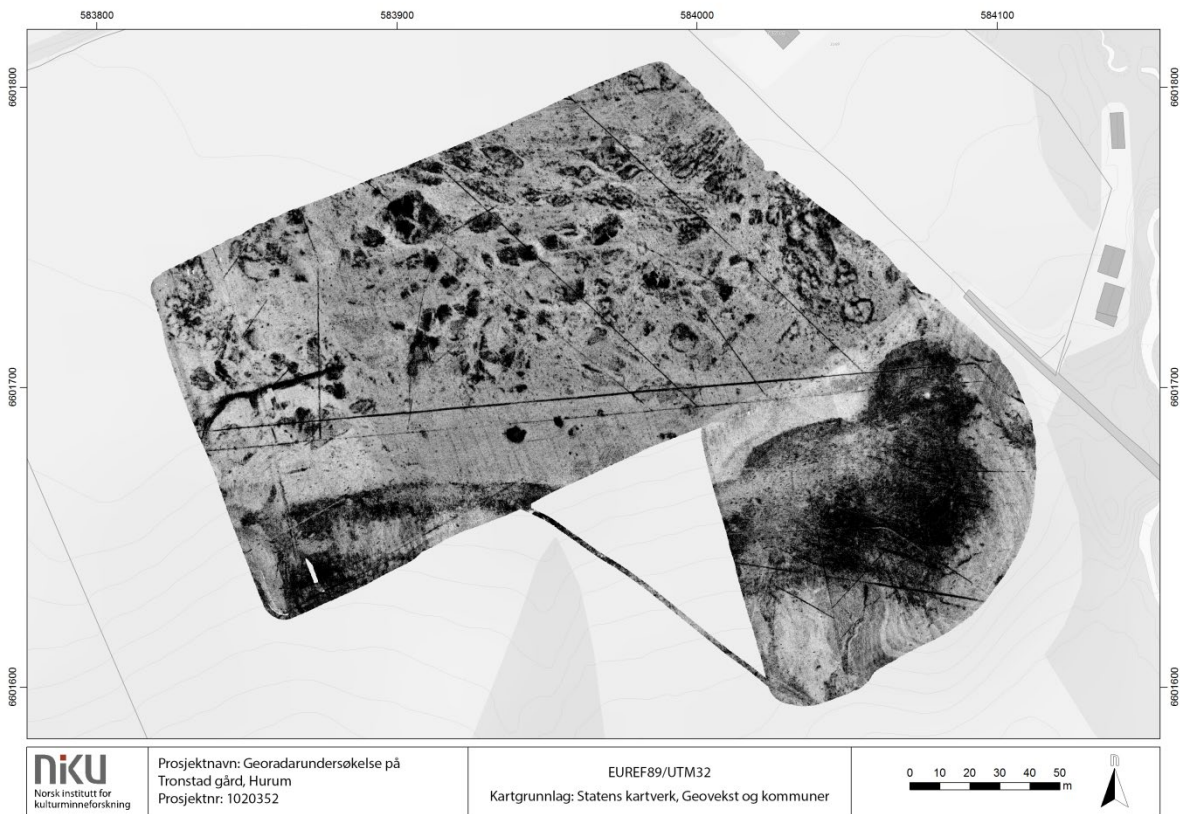 583800
583900
584000
584100
6601800
6601800
6601700
6601700
6601600
6601600
niku
Norsk institutt for
kulturminneforskning
Prosjektnavn: Georadarundersøkelse på
Tronstad gård, Hurum
Prosjektnr: 1020352
EUREF89/UTM32
Kartgrunnlag: Statens kartverk, Geovekst og kommuner
0 10 20 30 40 50
m
n